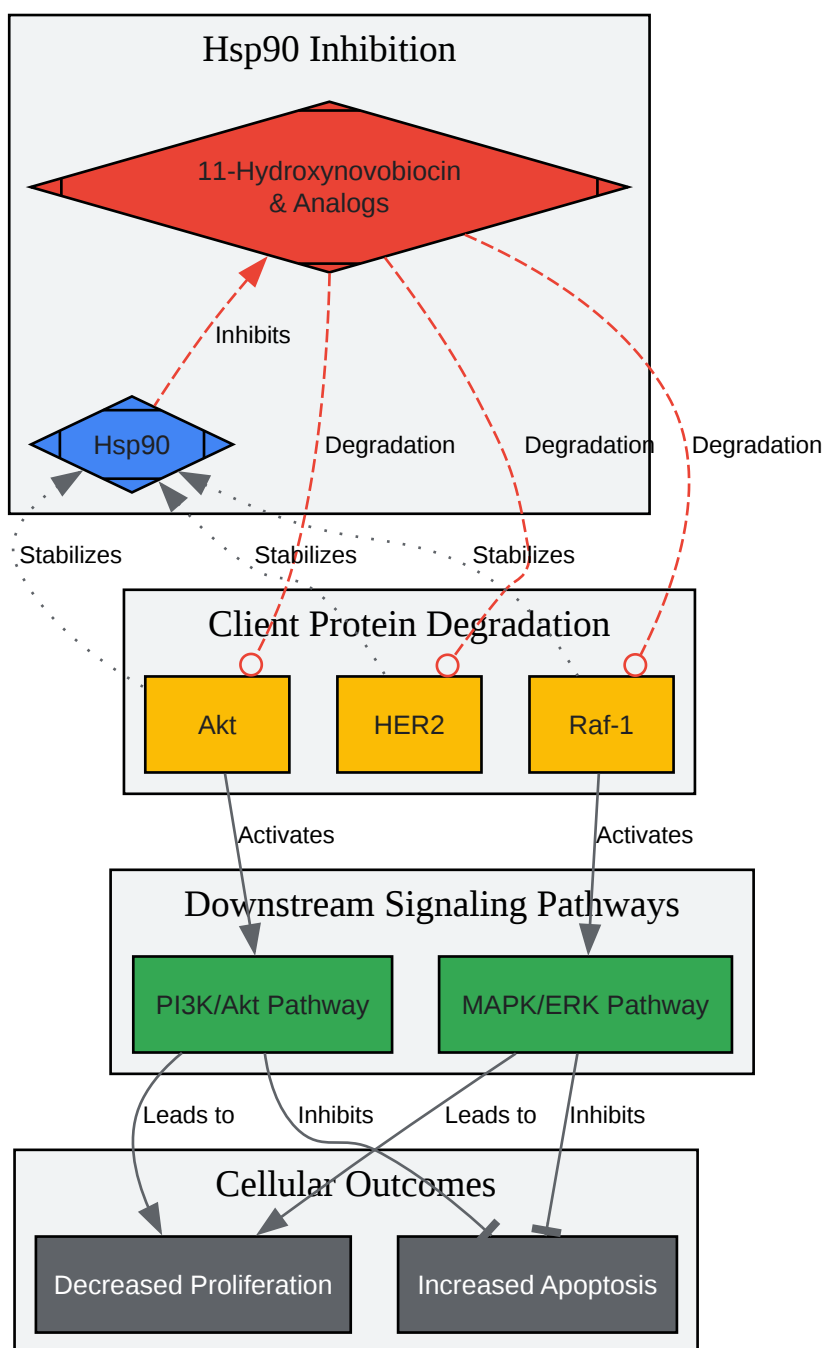 Hsp90 Inhibition
11-Hydroxynovobiocin
& Analogs
Inhibits
Hsp90
Degradation
Degradation
Degradation
Stabilizes
Stabilizes
Stabilizes
Client Protein Degradation
Akt
HER2
Raf-1
Activates
Activates
Downstream Signaling Pathways
PI3K/Akt Pathway
MAPK/ERK Pathway
Leads to
Inhibits
Leads to
Inhibits
Cellular Outcomes
Decreased Proliferation
Increased Apoptosis